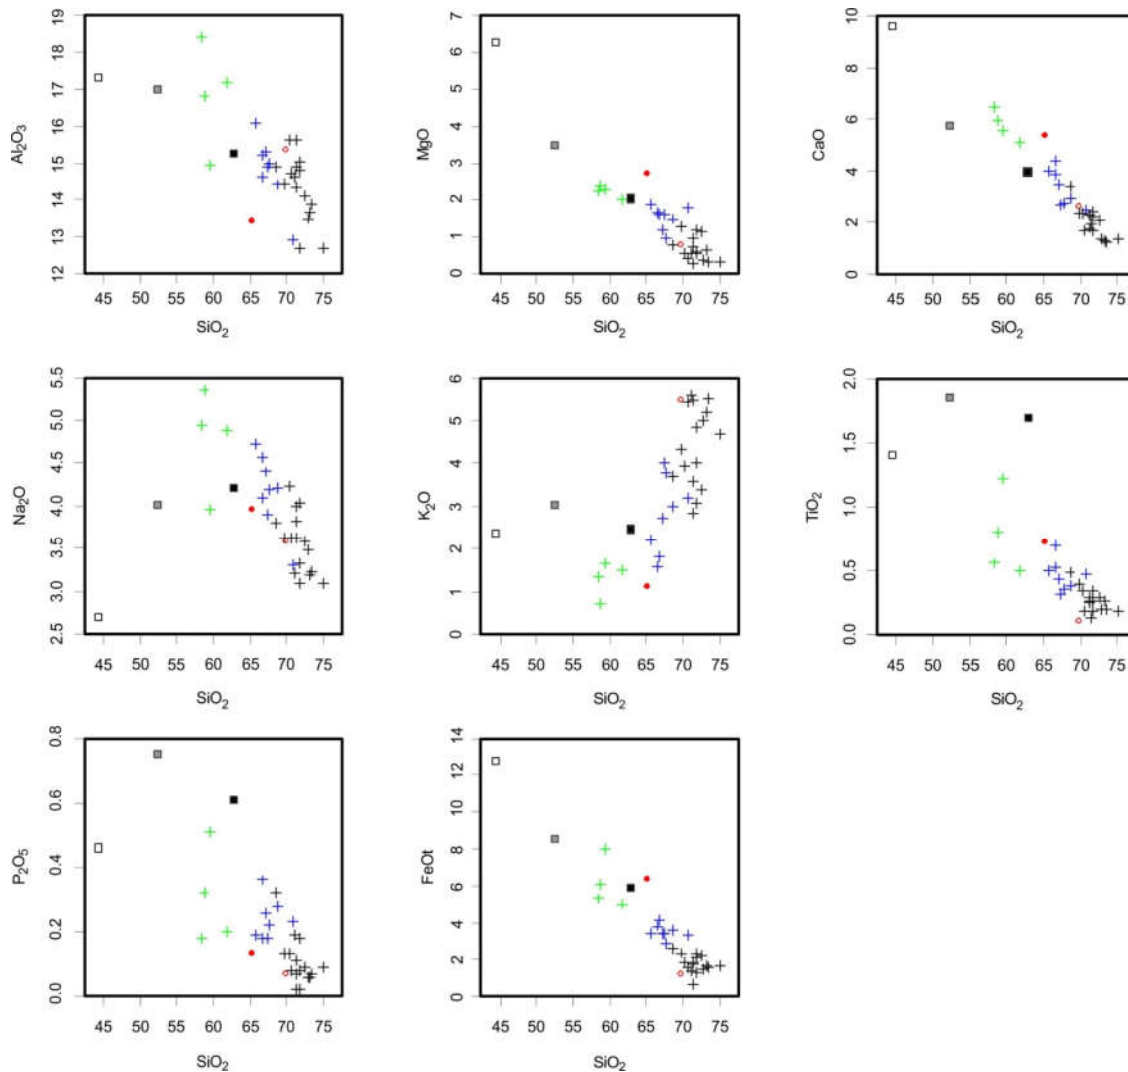 12 13 14 15 16 17 18 19
Al₂O₃
45 50 55 60 65 70 75
SiO₂
0 1 2 3 4 5 6 7
MgO
45 50 55 60 65 70 75
SiO₂
0 2 4 6 8 10
CaO
45 50 55 60 65 70 75
SiO₂
2.5 3.0 3.5 4.0 4.5 5.0 5.5
Na₂O
45 50 55 60 65 70 75
SiO₂
0 1 2 3 4 5 6
K₂O
45 50 55 60 65 70 75
SiO₂
0.0 0.5 1.0 1.5 2.0
TiO₂
45 50 55 60 65 70 75
SiO₂
0.0 0.2 0.4 0.6 0.8
P₂O₅
45 50 55 60 65 70 75
SiO₂
0 2 4 6 8 10 12 14
FeOt
45 50 55 60 65 70 75
SiO₂